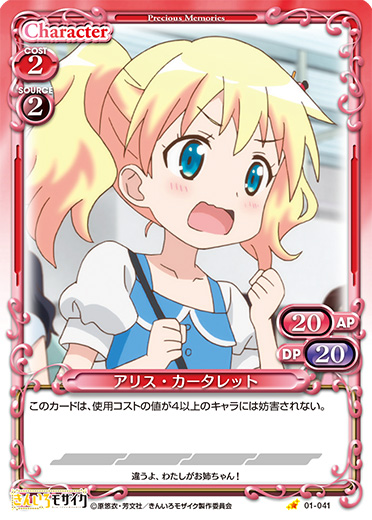 Precious Memories
Character
COST
2
SOURCE
2
20 AP
DP 20
アリス・カータレット
このカードは、使用コストの値が4以上のキャラには妨害されない。
違うよ、わたしがお姉ちゃん！
きんいろモザイク
©原悠衣・芳文社／きんいろモザイク製作委員会
01-041